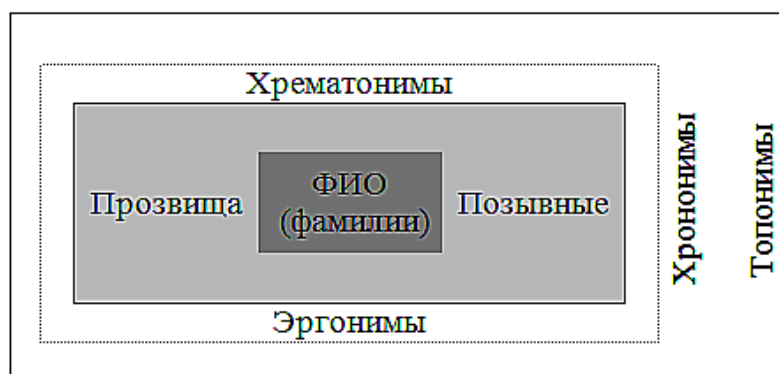 Хрематонимы
Прозвища
ФИО
(фамилии)
Позывные
Эргонимы
Хрононимы
Топонимы